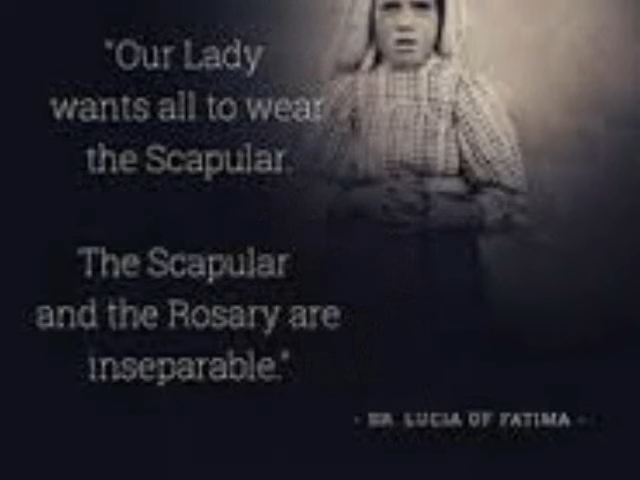 "Our Lady
wants all to wear
the Scapular.
The Scapular
and the Rosary are
inseparable."
- SR. LUCIA OF FATIMA -